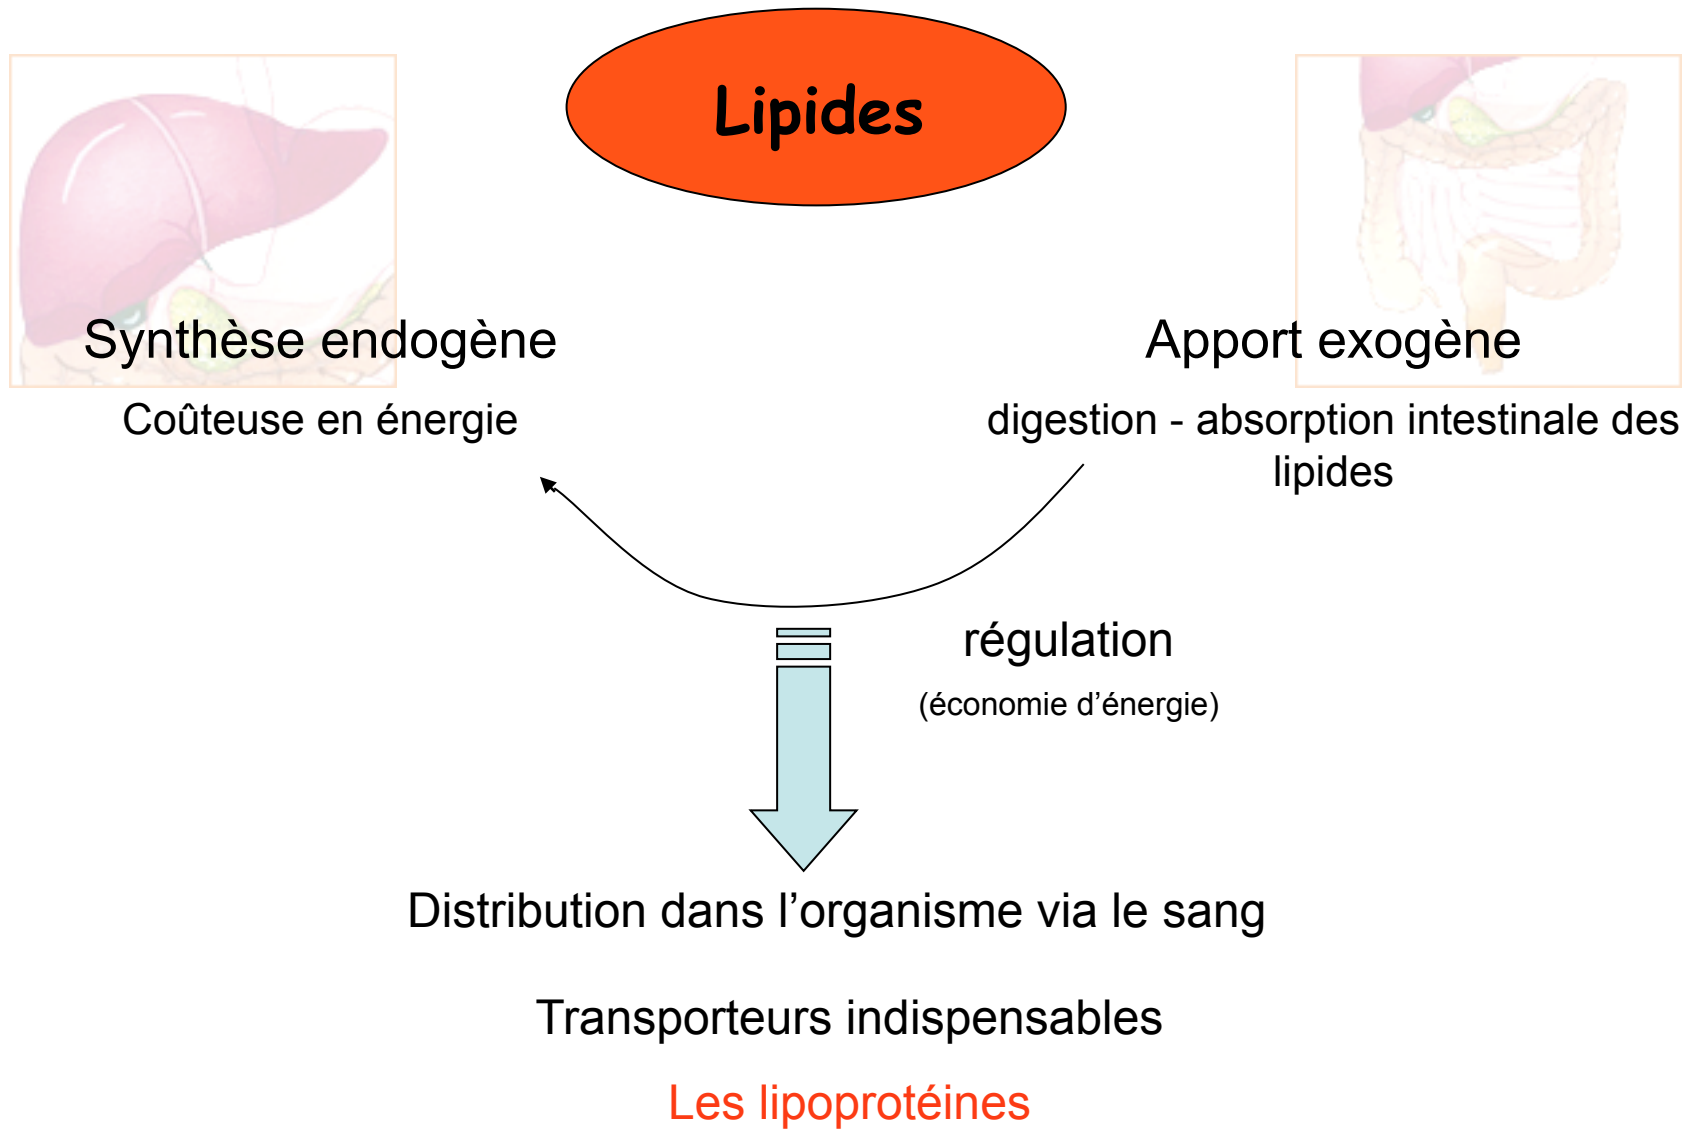 Lipides
Synthèse endogène
Coûteuse en énergie
Apport exogène
digestion - absorption intestinale des
lipides
régulation
(économie d’énergie)
Distribution dans l’organisme via le sang
Transporteurs indispensables
Les lipoprotéines